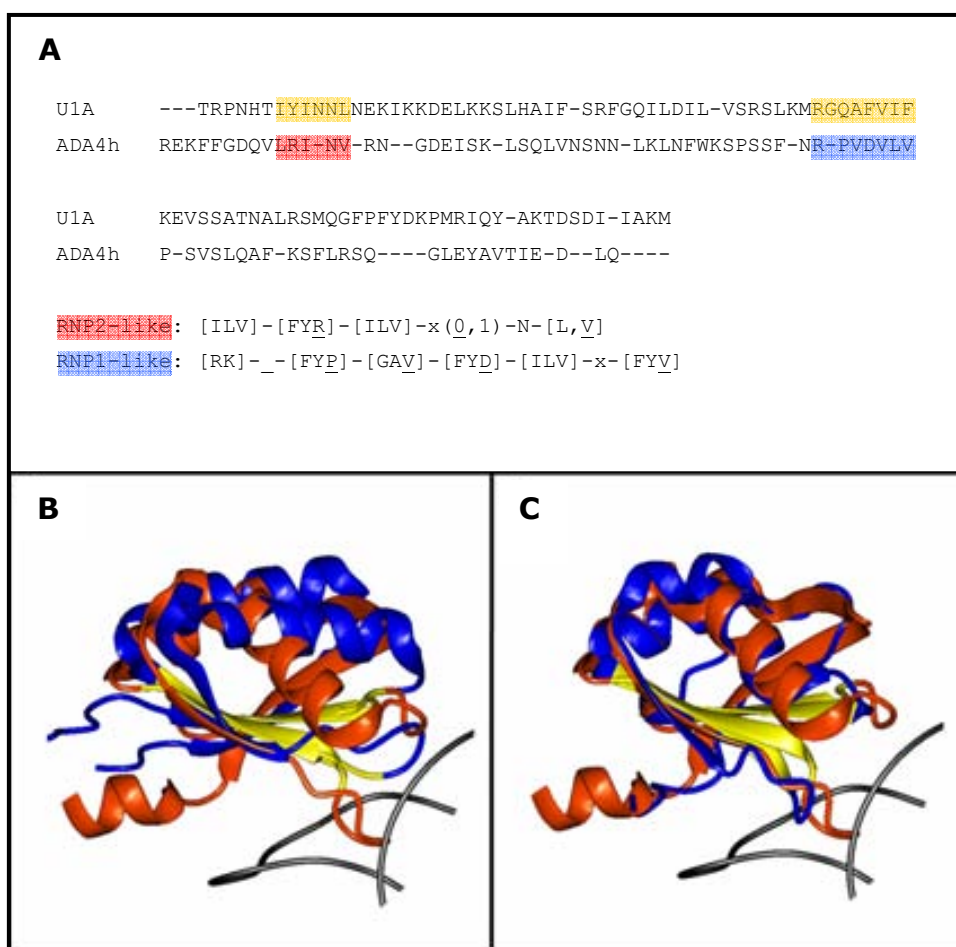 A
U1A ---TRPNHTIYINNLNEKIKKDELKKSLHAIF-SRFGQILDIL-VSRSLKMRGQAFVIF
ADA4h REKFFGDQVLRI-NV-RN--GDEISK-LSQLVNSNN-LKLNFWKSPSSF-NR-PVDVLV
U1A KEVSSATNALRSMQGFPFYDKPMRIQY-AKTDSDI-IAKM
ADA4h P-SVSLQAF-KSFLRSQ----GLEYAVTIE-D--LQ----
RNP2-like: [ILV]-[FYR]-[ILV]-x(0,1)-N-[L,V]
RNP1-like: [RK]-_-[FYP]-[GAV]-[FYD]-[ILV]-x-[FYV]
B
C